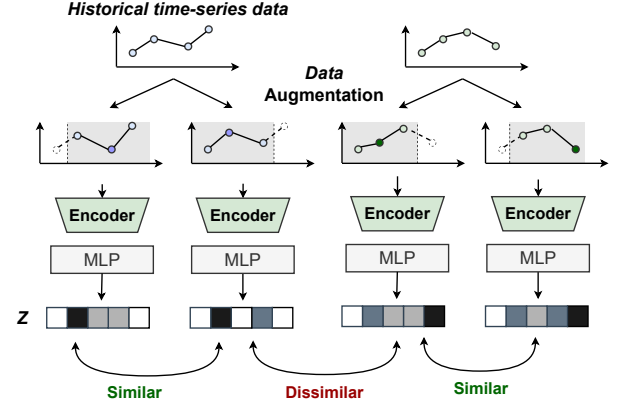 Historical time-series data
Data
Augmentation
Encoder
Encoder
Encoder
Encoder
MLP
MLP
MLP
MLP
Z
Similar
Dissimilar
Similar